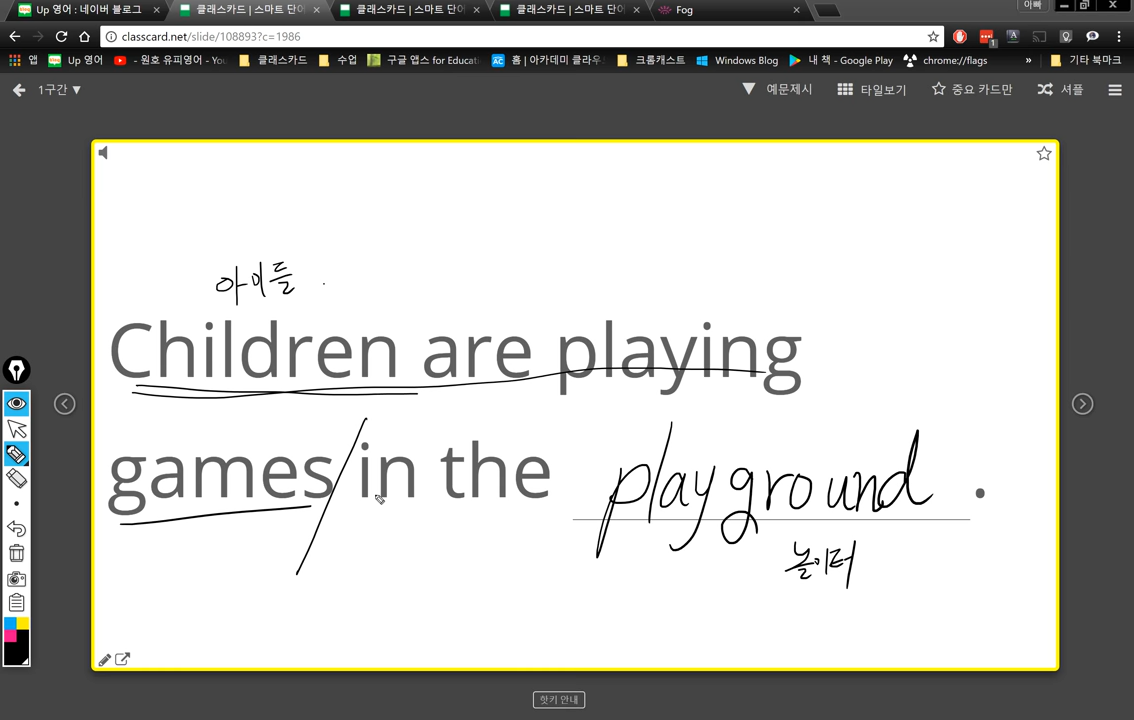 Up 영어 : 네이버 블로그
클래스카드 | 스마트 단어
클래스카드 | 스마트 단어
클래스카드 | 스마트 단어
Fog
아빠
classcard.net/slide/108893?c=1986
앱
Up 영어
- 원호 유피영어 - You
클래스카드
수업
구글 앱스 for Educati
홈 | 아카데미 클라우
크롬캐스트
Windows Blog
내 책 - Google Play
chrome://flags
»
기타 북마크
1구간 ▼
예문제시
타일보기
중요 카드만
셔플
아이들
Children are playing
games / in the playground .
놀이터
핫키 안내